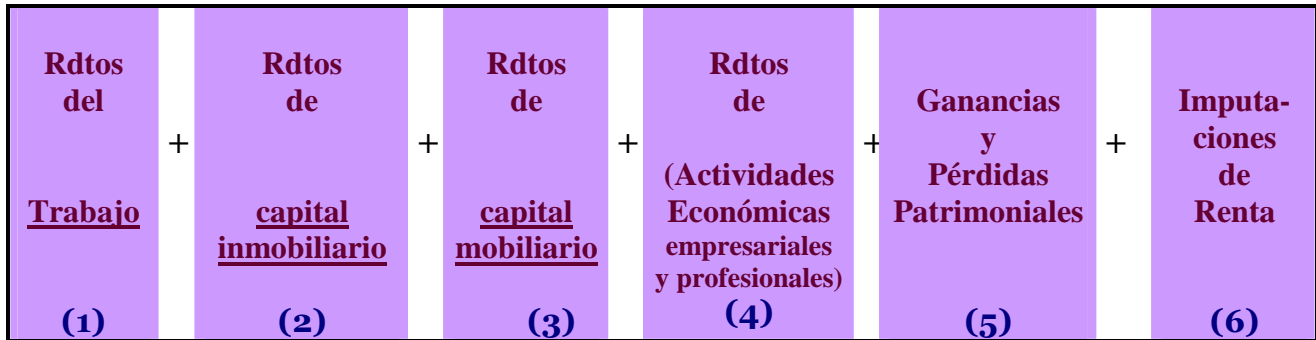 Rdtos
del
Trabajo
(1)
+
Rdtos
de
capital
inmobiliario
(2)
+
Rdtos
de
capital
mobiliario
(3)
+
Rdtos
de
(Actividades
Económicas
empresariales
y profesionales)
(4)
+
Ganancias
y
Pérdidas
Patrimoniales
(5)
+
Imputa-
ciones
de
Renta
(6)